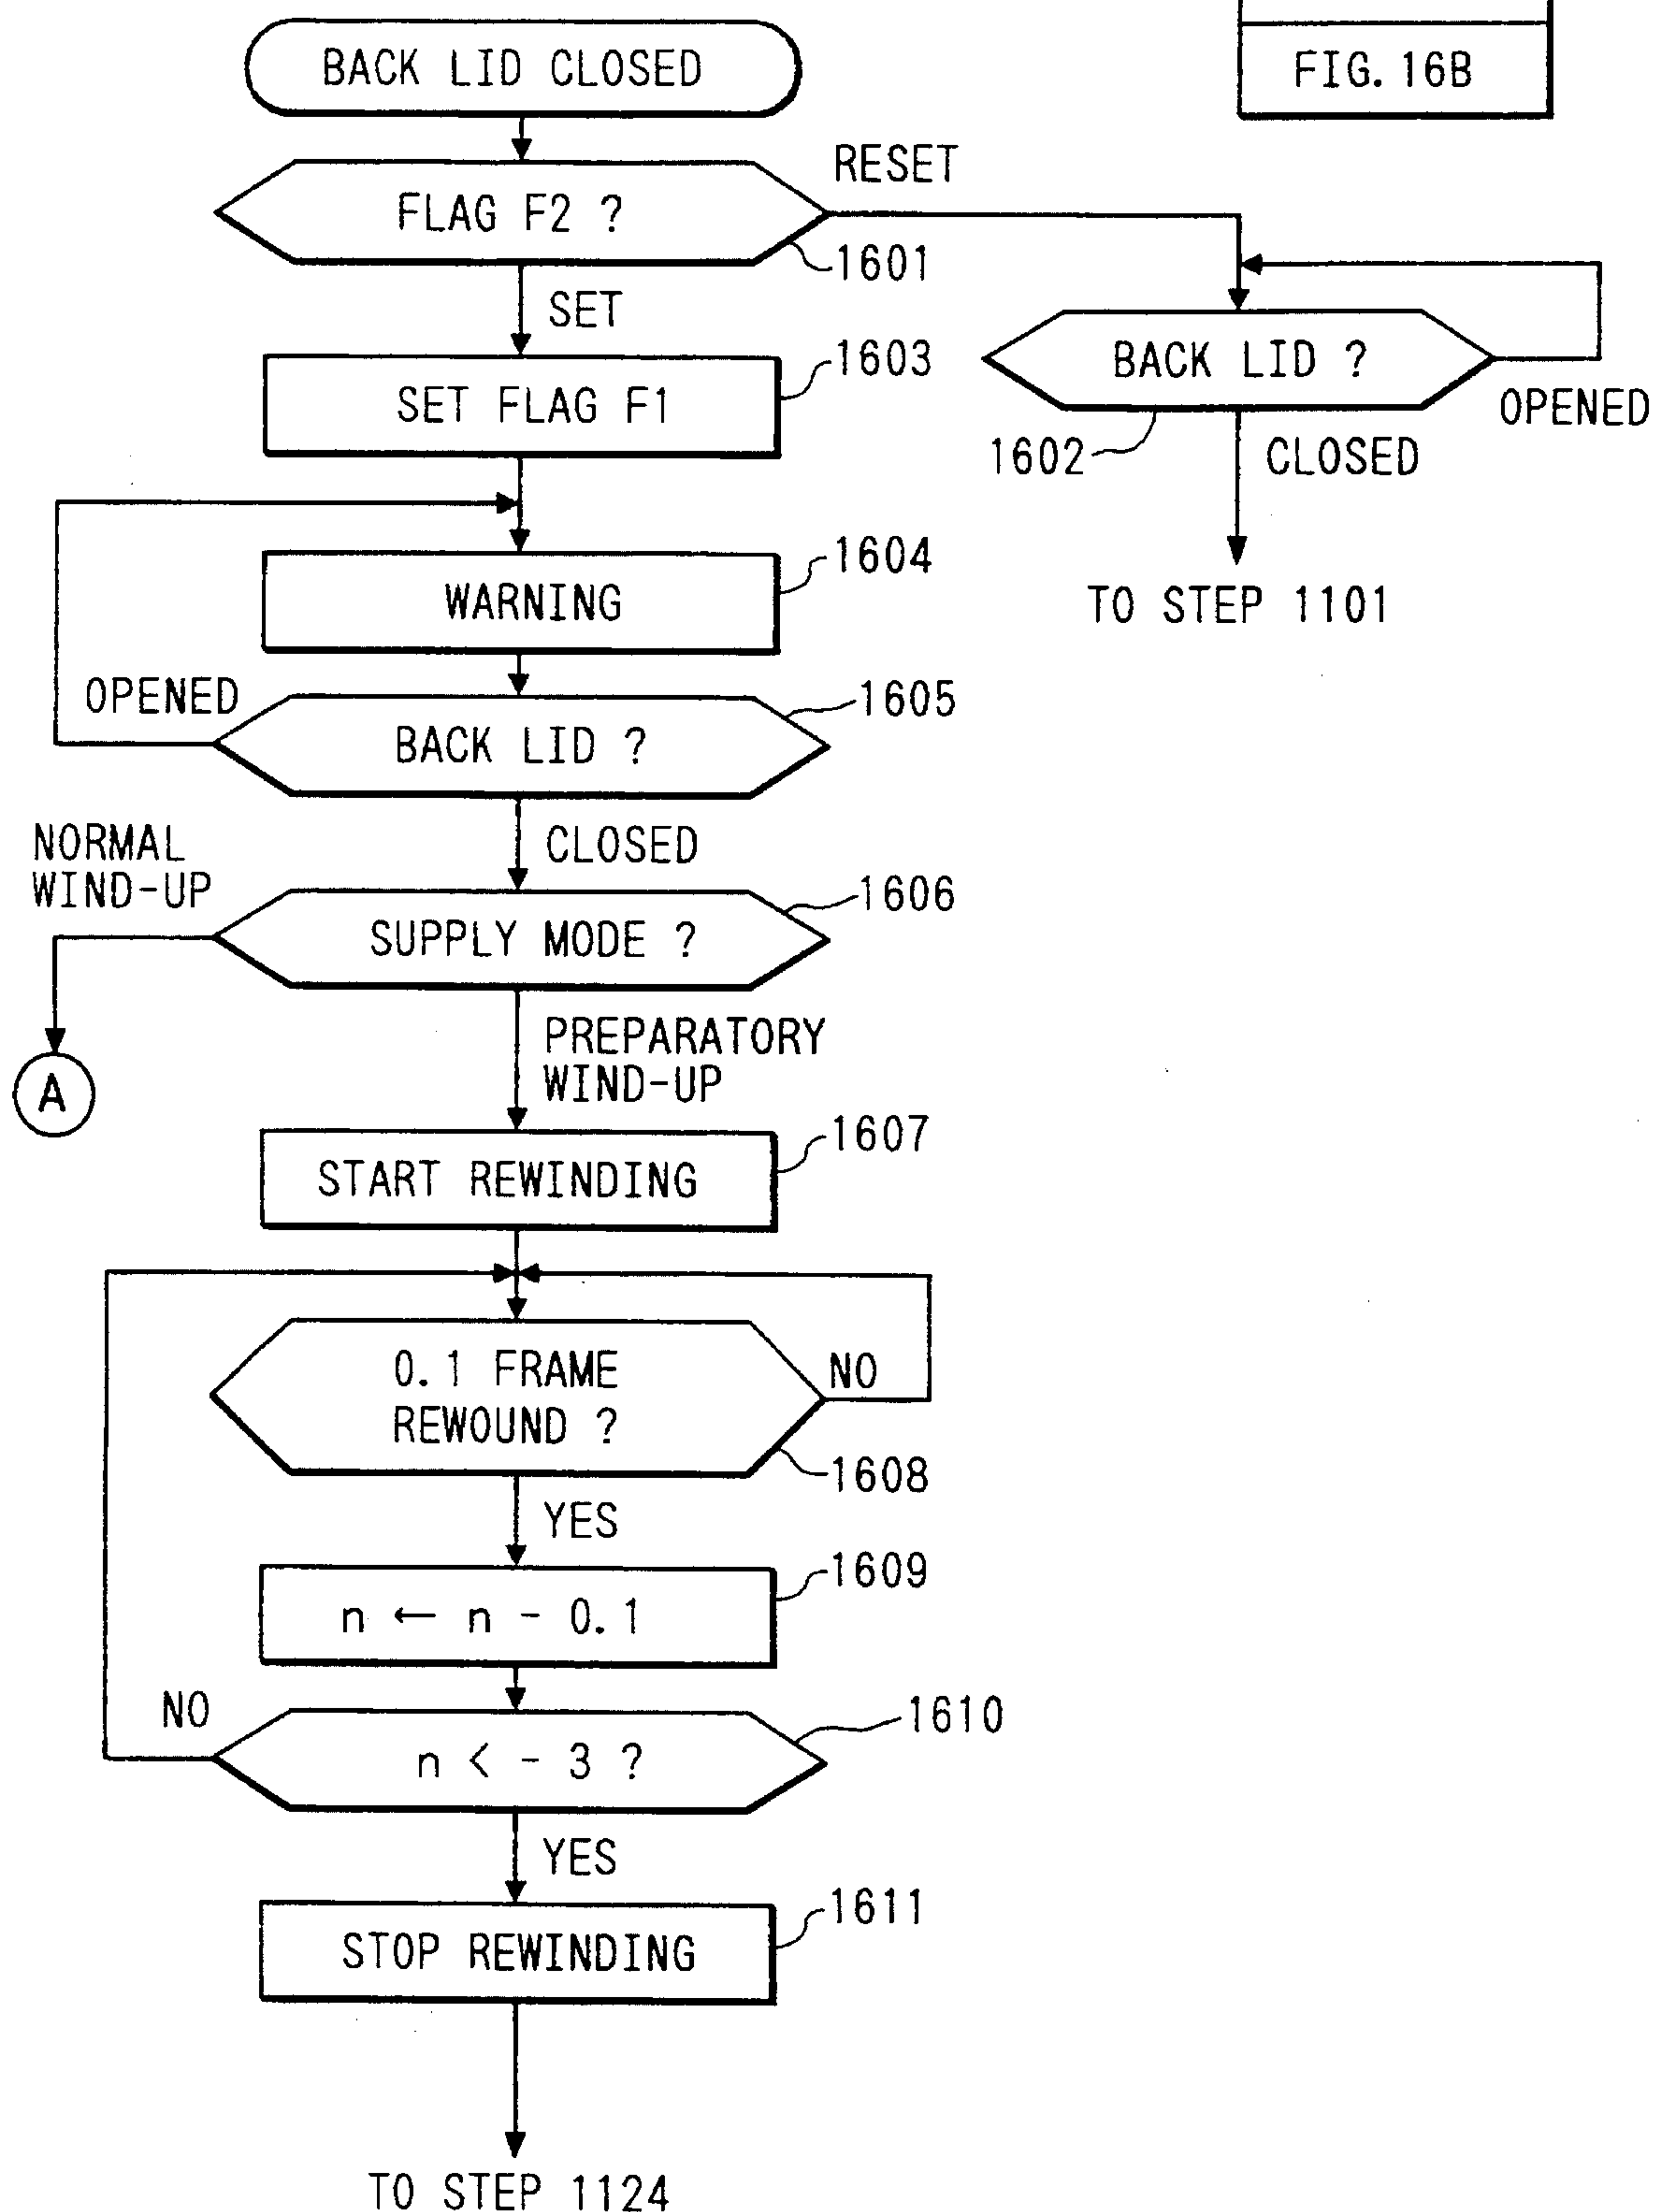 FIG. 16B
BACK LID CLOSED
FLAG F2 ?
RESET
1601
SET
SET FLAG F1
1603
BACK LID ?
OPENED
1602
CLOSED
TO STEP 1101
WARNING
1604
OPENED
BACK LID ?
1605
CLOSED
NORMAL
WIND-UP
SUPPLY MODE ?
1606
A
PREPARATORY
WIND-UP
START REWINDING
1607
0.1 FRAME
REWOUND ?
NO
1608
YES
n ← n - 0.1
1609
NO
n < - 3 ?
1610
YES
STOP REWINDING
1611
TO STEP 1124